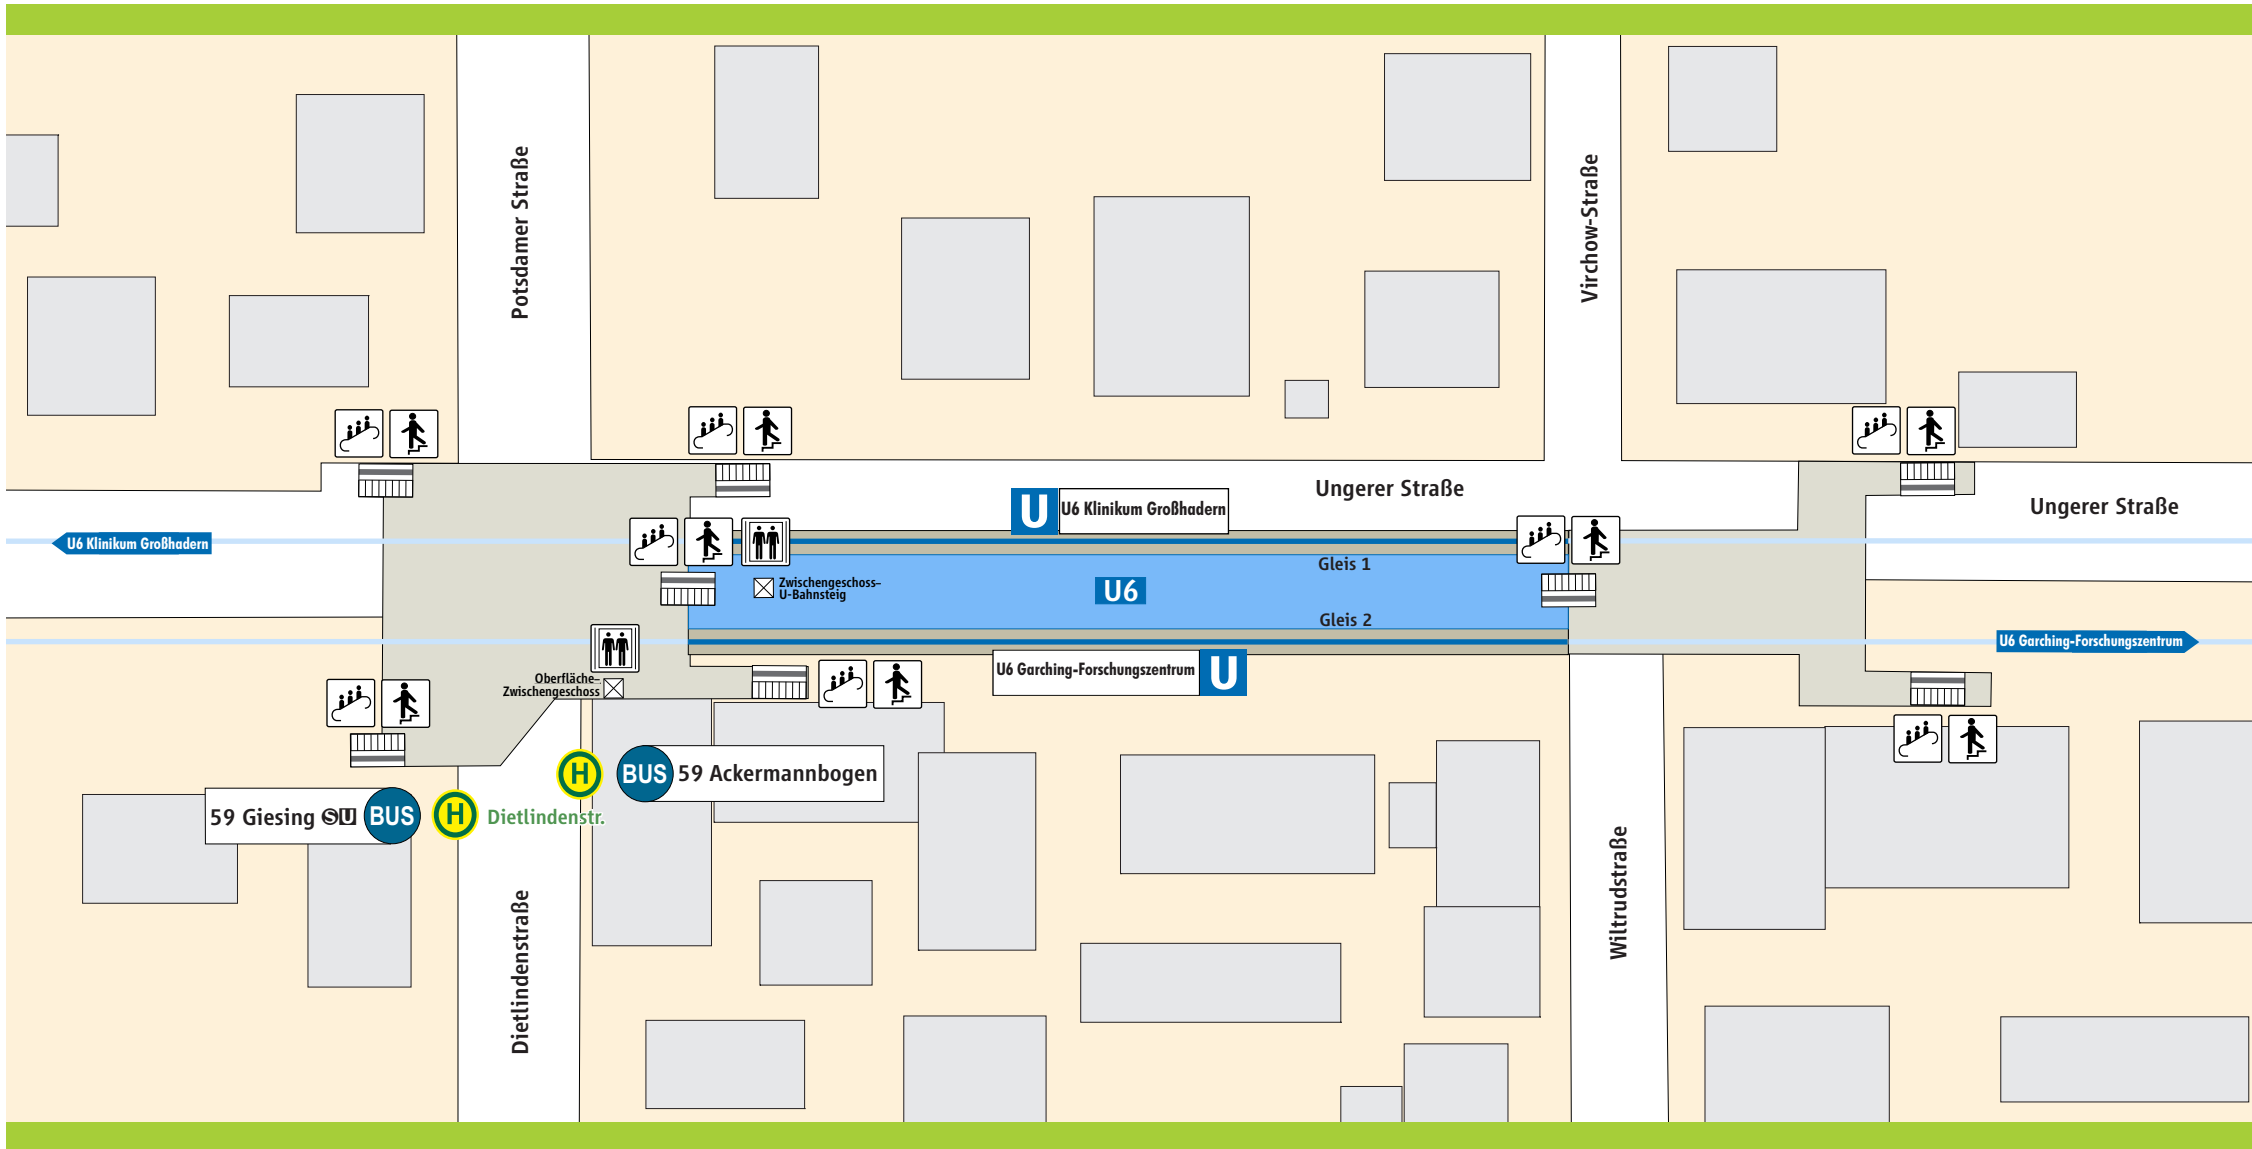 Potsdamer Straße
Virchow-Straße
Ungerer Straße
Ungerer Straße
U U6 Klinikum Großhadern
U6 Klinikum Großhadern
Gleis 1
Zwischengeschoss–
U-Bahnsteig
U6
Gleis 2
U6 Garching-Forschungszentrum
U6 Garching-Forschungszentrum U
Oberfläche–
Zwischengeschoss
H BUS 59 Ackermannbogen
59 Giesing S U BUS H Dietlindenstr.
Dietlindenstraße
Wiltrudstraße